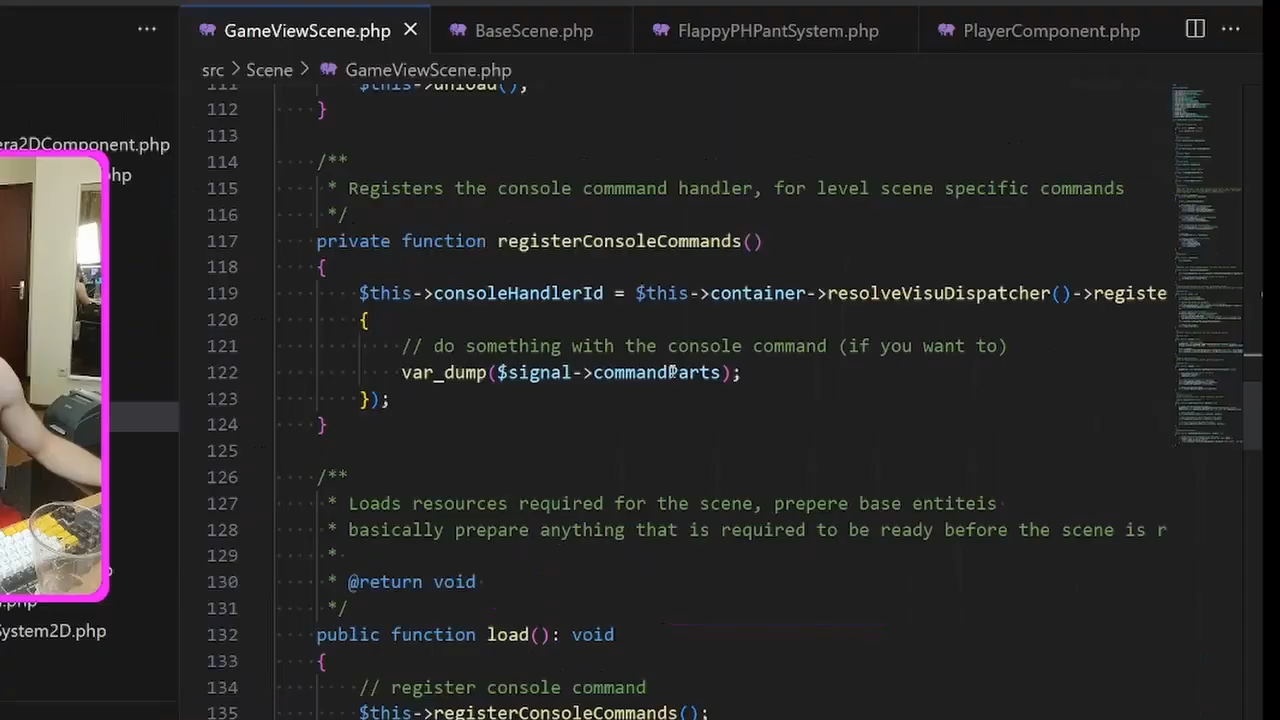 GameViewScene.php
BaseScene.php
FlappyPHPantSystem.php
PlayerComponent.php
src > Scene > GameViewScene.php
era2DComponent.php
hp
System2D.php
111 $this->unload();
112 }
113
114 /**
115 * Registers the console commmand handler, for level scene specific commands
116 */
117 private function registerConsoleCommands()
118 {
119 $this->consoleHandlerId = $this->container->resolveVisuDispatcher()->registe
120 {
121 // do something with the console command (if you want to)
122 var_dump($signal->commandParts);
123 });
124 }
125
126 /**
127 * Loads resources required for the scene, prepere base entiteis
128 * basically prepare anything that is required to be ready before the scene is r
129 *
130 * @return void
131 */
132 public function load(): void
133 {
134 // register console command
135 $this->registerConsoleCommands();